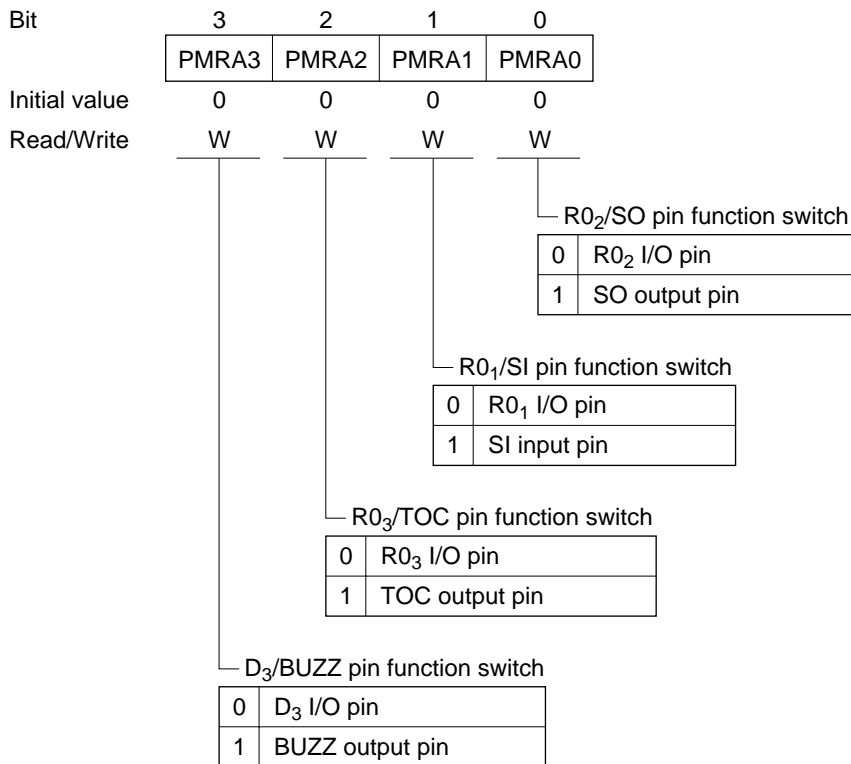 Bit 3 2 1 0
PMRA3 PMRA2 PMRA1 PMRA0
Initial value 0 0 0 0
Read/Write W W W W
R0₂/SO pin function switch
0 R0₂ I/O pin
1 SO output pin
R0₁/SI pin function switch
0 R0₁ I/O pin
1 SI input pin
R0₃/TOC pin function switch
0 R0₃ I/O pin
1 TOC output pin
D₃/BUZZ pin function switch
0 D₃ I/O pin
1 BUZZ output pin